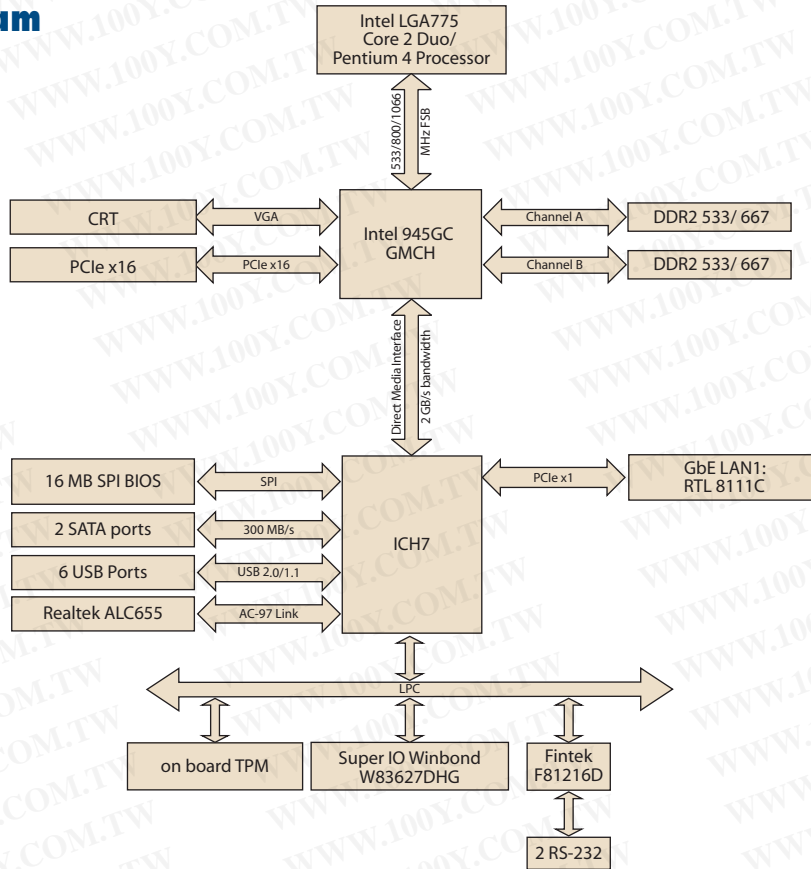 am
Intel LGA775
Core 2 Duo/
Pentium 4 Processor
533/800/1066
MHz FSB
CRT
VGA
Intel 945GC
GMCH
Channel A
DDR2 533/ 667
PCIe x16
PCIe x16
Channel B
DDR2 533/ 667
Direct Media Interface
2 GB/s bandwidth
16 MB SPI BIOS
SPI
ICH7
PCIe x1
GbE LAN1:
RTL 8111C
2 SATA ports
300 MB/s
6 USB Ports
USB 2.0/1.1
Realtek ALC655
AC-97 Link
LPC
on board TPM
Super IO Winbond
W83627DHG
Fintek
F81216D
2 RS-232
WWW.100Y.COM.TW